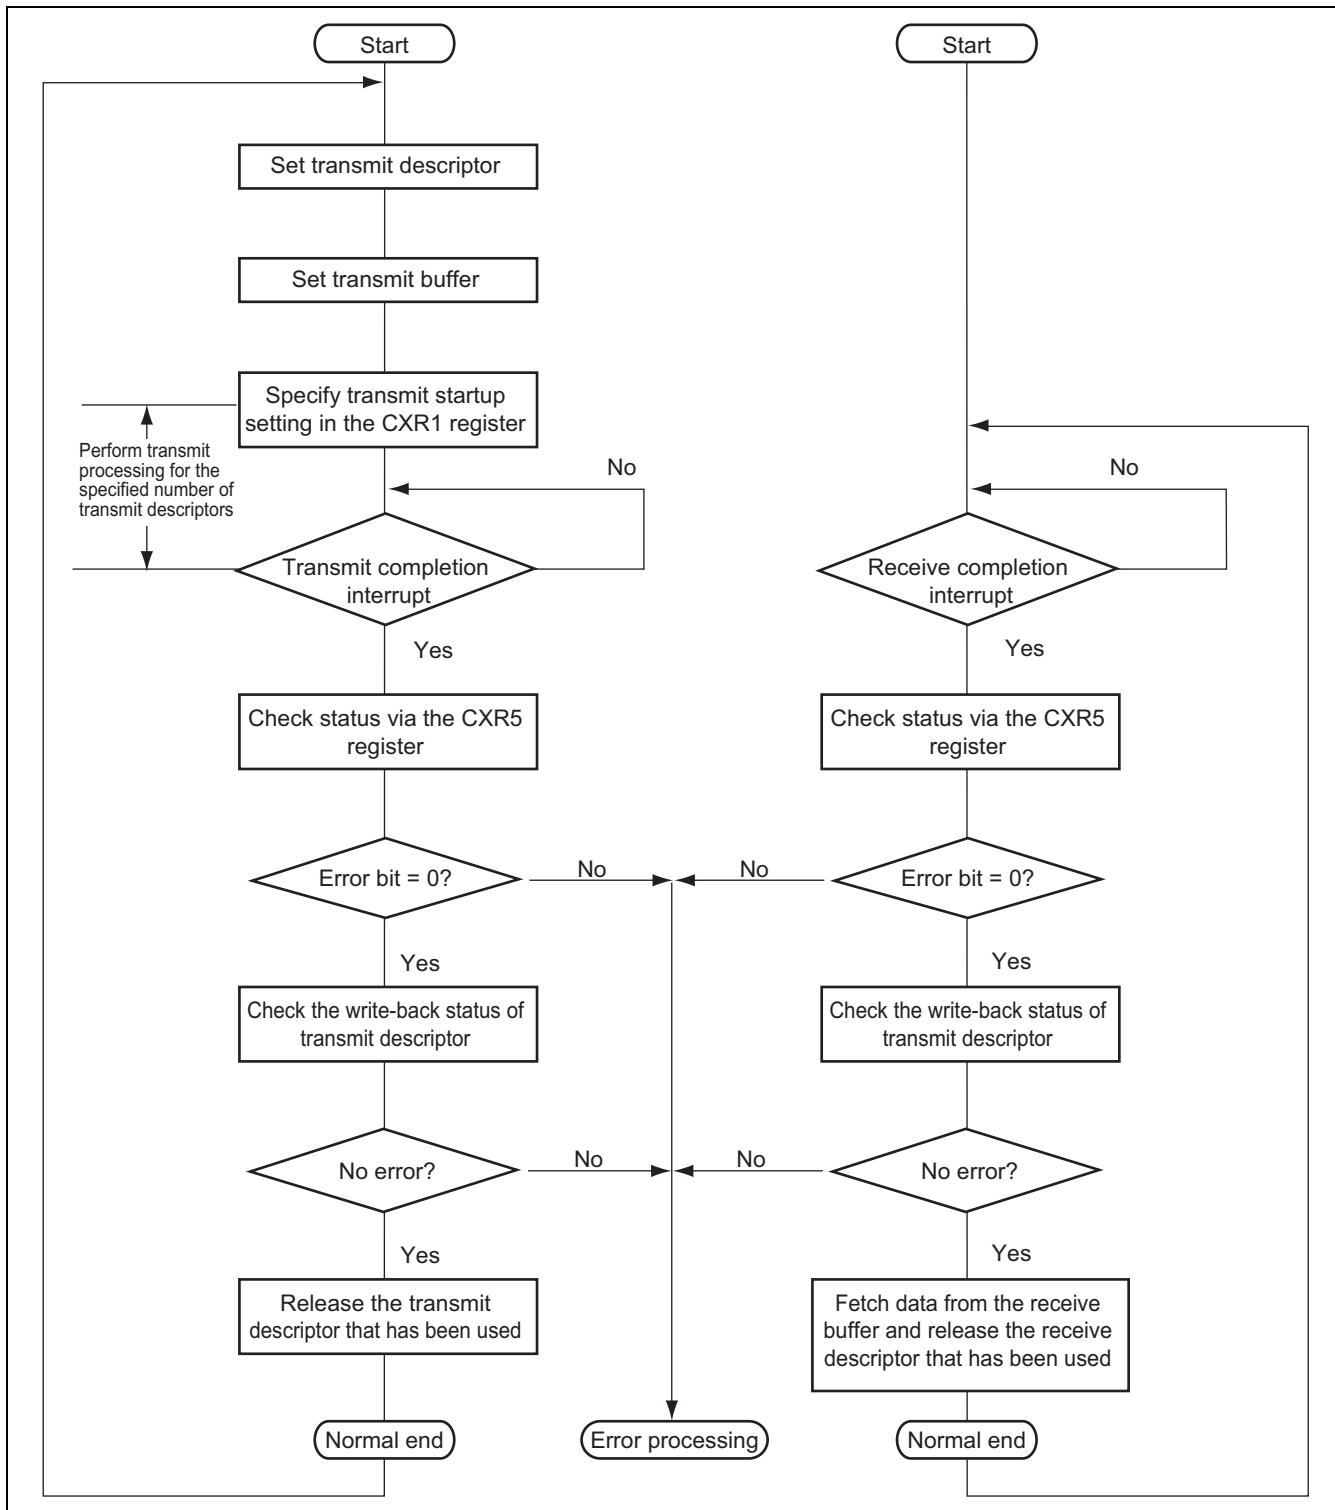 Start
Set transmit descriptor
Set transmit buffer
Specify transmit startup
setting in the CXR1 register
Perform transmit
processing for the
specified number of
transmit descriptors
No
Transmit completion
interrupt
Yes
Check status via the CXR5
register
Error bit = 0?
No
Yes
Check the write-back status of
transmit descriptor
No error?
No
Yes
Release the transmit
descriptor that has been used
Normal end
Error processing
Start
No
Receive completion
interrupt
Yes
Check status via the CXR5
register
No
Error bit = 0?
Yes
Check the write-back status of
transmit descriptor
No
No error?
Yes
Fetch data from the receive
buffer and release the receive
descriptor that has been used
Normal end